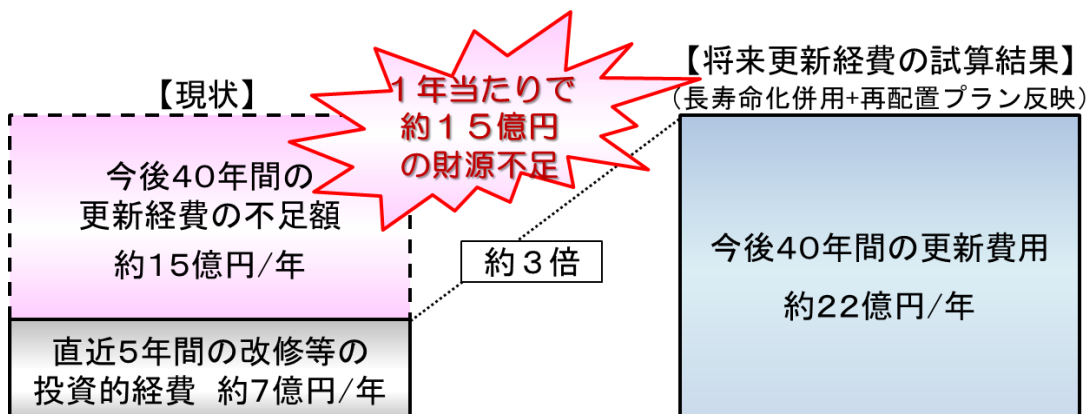 【現状】
今後40年間の
更新経費の不足額
約15億円/年
直近5年間の改修等の
投資的経費 約7億円/年
１年当たりで
約１５億円
の財源不足
約３倍
【将来更新経費の試算結果】
（長寿命化併用+再配置プラン反映）
今後40年間の更新費用
約22億円/年